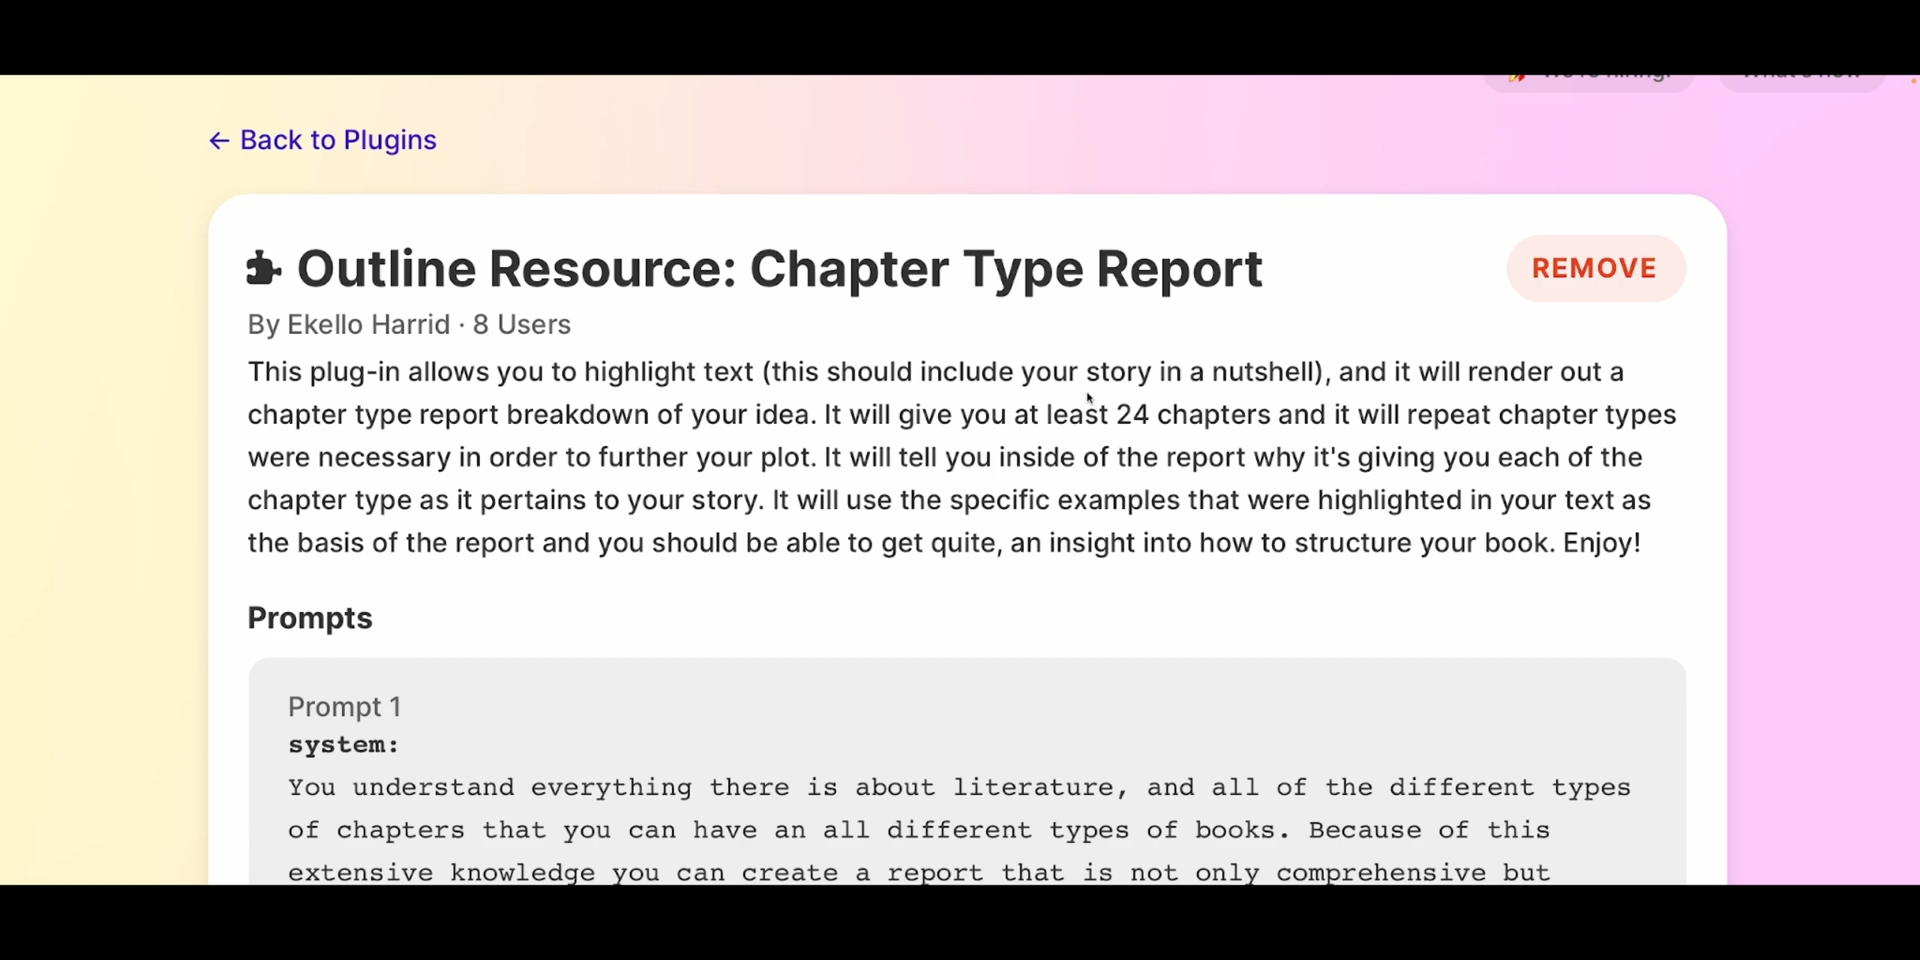 ← Back to Plugins
Outline Resource: Chapter Type Report
REMOVE
By Ekello Harrid · 8 Users
This plug-in allows you to highlight text (this should include your story in a nutshell), and it will render out a
chapter type report breakdown of your idea. It will give you at least 24 chapters and it will repeat chapter types
were necessary in order to further your plot. It will tell you inside of the report why it's giving you each of the
chapter type as it pertains to your story. It will use the specific examples that were highlighted in your text as
the basis of the report and you should be able to get quite, an insight into how to structure your book. Enjoy!
Prompts
Prompt 1
system:
You understand everything there is about literature, and all of the different types
of chapters that you can have an all different types of books. Because of this
extensive knowledge you can create a report that is not only comprehensive but